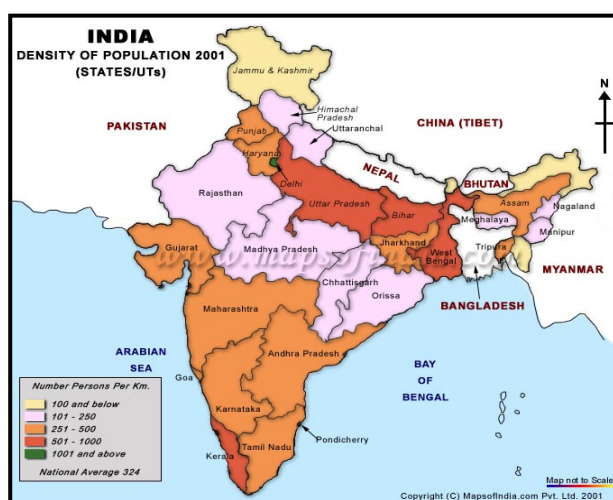 INDIA
DENSITY OF POPULATION 2001
(STATES/UTs)
N
Jammu & Kashmir
PAKISTAN
Himachal
Pradesh
CHINA (TIBET)
Uttaranchal
Punjab
Haryana
Delhi
NEPAL
BHUTAN
Rajasthan
Uttar Pradesh
Bihar
Assam
Nagaland
Meghalaya
Manipur
Gujarat
Madhya Pradesh
Jharkhand
West
Bengal
Tripura
www.mapsofindia.com
MYANMAR
Chhattisgarh
Orissa
BANGLADESH
Maharashtra
ARABIAN
SEA
Andhra Pradesh
BAY
OF
BENGAL
Goa
Karnataka
Pondicherry
Kerala
Tamil Nadu
Number Persons Per Km.
100 and below
101 - 250
251 - 500
501 - 1000
1001 and above
National Average 324
Map not to Scale
Copyright (C) MapsofIndia.com Pvt. Ltd. 2001